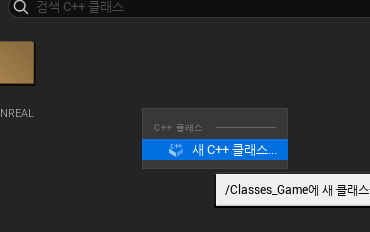 검색 C++ 클래스
NREAL
C++ 클래스
새 C++ 클래스...
/Classes_Game에 새 클래스